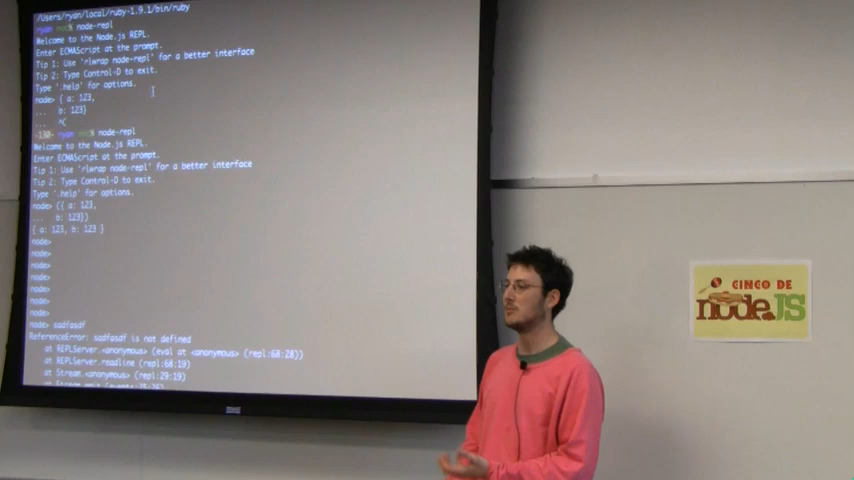 /Users/ryan/local/ruby-1.9.1/bin/ruby
node-repl
Welcome to the Node.js REPL.
Enter ECMAScript at the prompt.
Tip 1: Use 'rlwrap node-repl' for a better interface
Tip 2: Type Control-D to exit.
Type '.help' for options.
node> { a: 123,
... b: 123}
... ^C
-130- ryan node-repl
Welcome to the Node.js REPL.
Enter ECMAScript at the prompt.
Tip 1: Use 'rlwrap node-repl' for a better interface
Tip 2: Type Control-D to exit.
Type '.help' for options.
node> ({ a: 123,
... b: 123})
{ a: 123, b: 123 }
node>
node>
node>
node>
node>
node>
node>
node> sadfasdf
ReferenceError: sadfasdf is not defined
at REPLServer.<anonymous> (eval at <anonymous> (repl:68:28))
at REPLServer.readline (repl:68:19)
at Stream.<anonymous> (repl:29:19)
at Stream.emit
CINCO DE
nodeJS